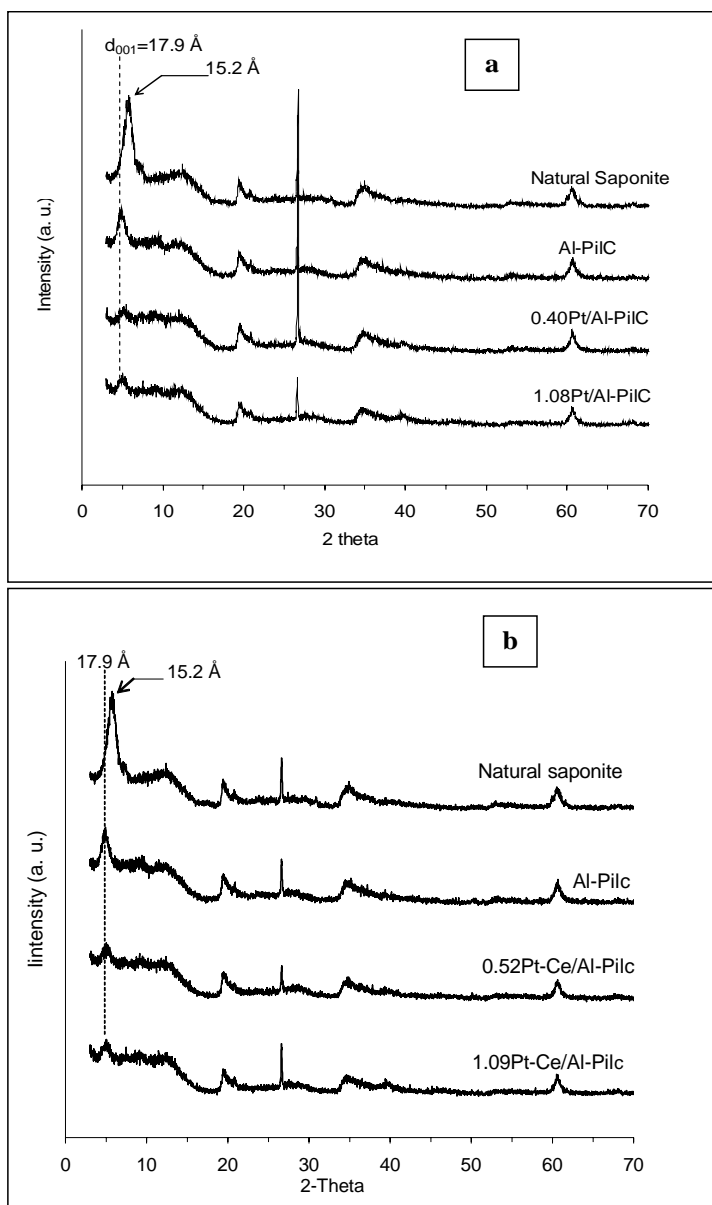 d001=17.9 Å
15.2 Å
a
Natural Saponite
Al-PilC
0.40Pt/Al-PilC
1.08Pt/Al-PilC
Intensity (a. u.)
0 10 20 30 40 50 60 70
2 theta
b
17.9 Å
15.2 Å
Natural saponite
Al-Pilc
0.52Pt-Ce/Al-Pilc
1.09Pt-Ce/Al-Pilc
Iintensity (a. u.)
0 10 20 30 40 50 60 70
2-Theta